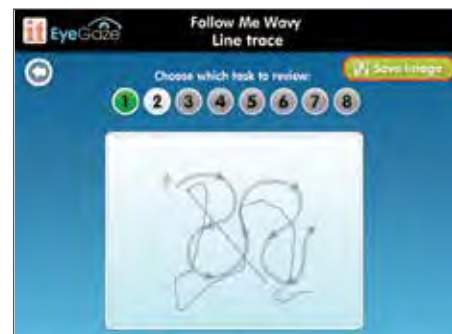 it EyeGaze
Follow Me Wavy
Line trace
Save Image
Choose which task to review:
1 2 3 4 5 6 7 8